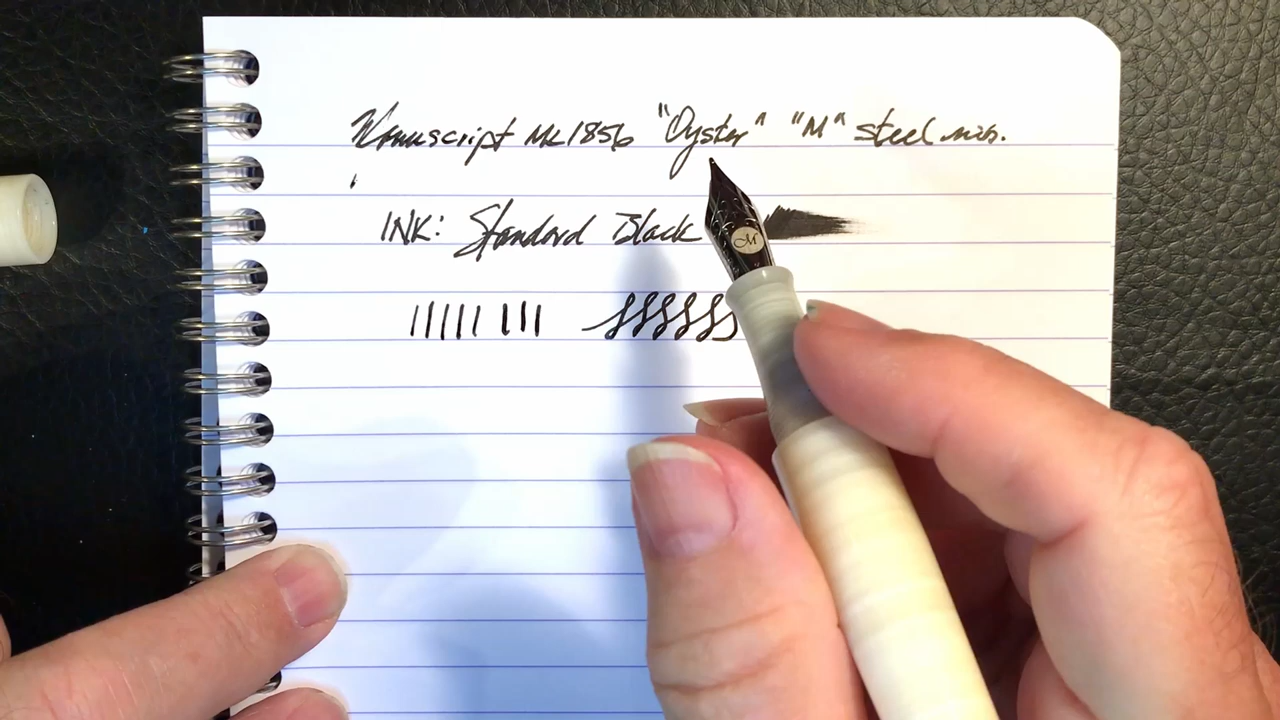 Manuscript ML1856 "Oyster" "M" steel nib.
INK: Standard Black
M